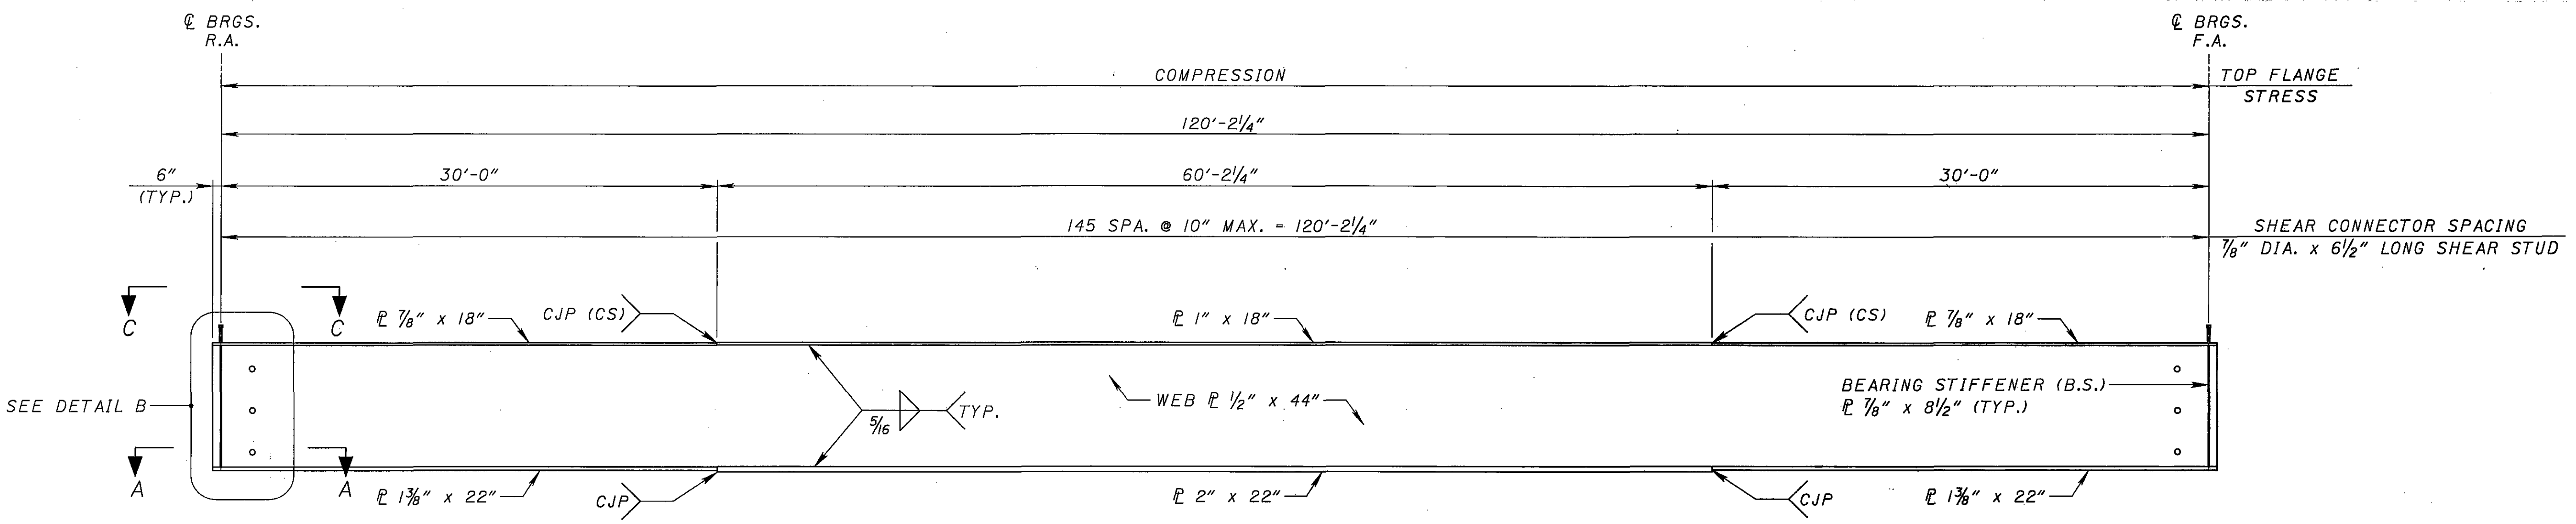 ℄ BRGS.
R.A.
℄ BRGS.
F.A.
COMPRESSION
TOP FLANGE
STRESS
120'-2¼"
6"
(TYP.)
30'-0"
60'-2¼"
30'-0"
145 SPA. @ 10" MAX. = 120'-2¼"
SHEAR CONNECTOR SPACING
⅞" DIA. x 6½" LONG SHEAR STUD
C
C
℄ ⅞" x 18"
CJP (CS)
℄ 1" x 18"
CJP (CS)
℄ ⅞" x 18"
SEE DETAIL B
5/16
TYP.
WEB ℄ ½" x 44"
BEARING STIFFENER (B.S.)
℄ ⅞" x 8½" (TYP.)
A
A
℄ 1⅜" x 22"
CJP
℄ 2" x 22"
CJP
℄ 1⅜" x 22"